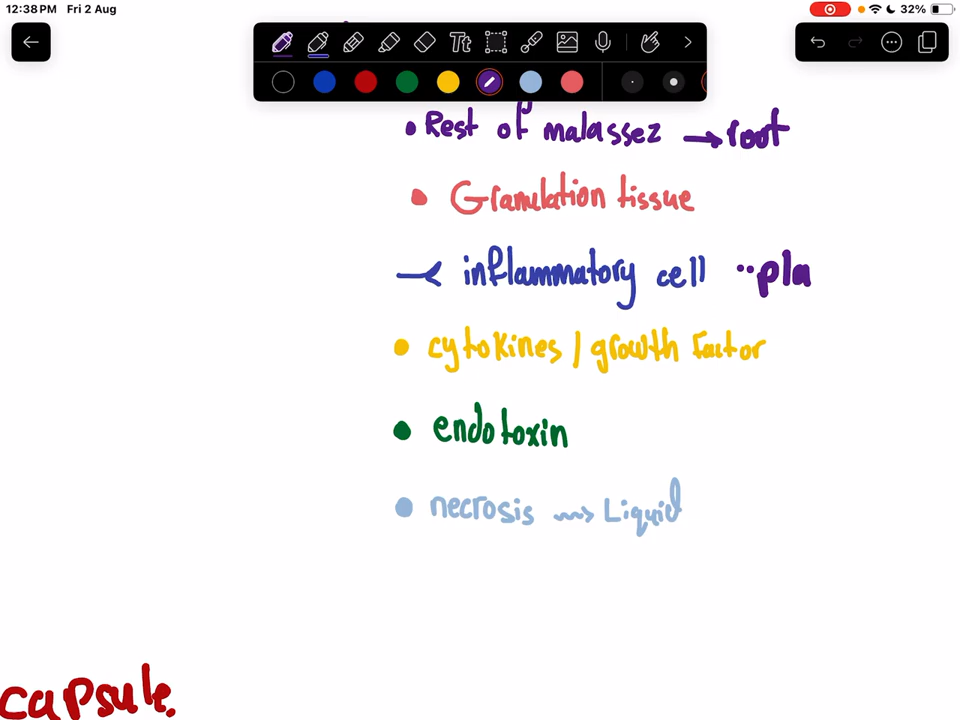 12:38 PM Fri 2 Aug 32%
Tt
• Rest of malassez → root
• Granulation tissue
inflammatory cell ..pla
• cytokines / growth factor
• endotoxin
• necrosis → Liquid
capsule.